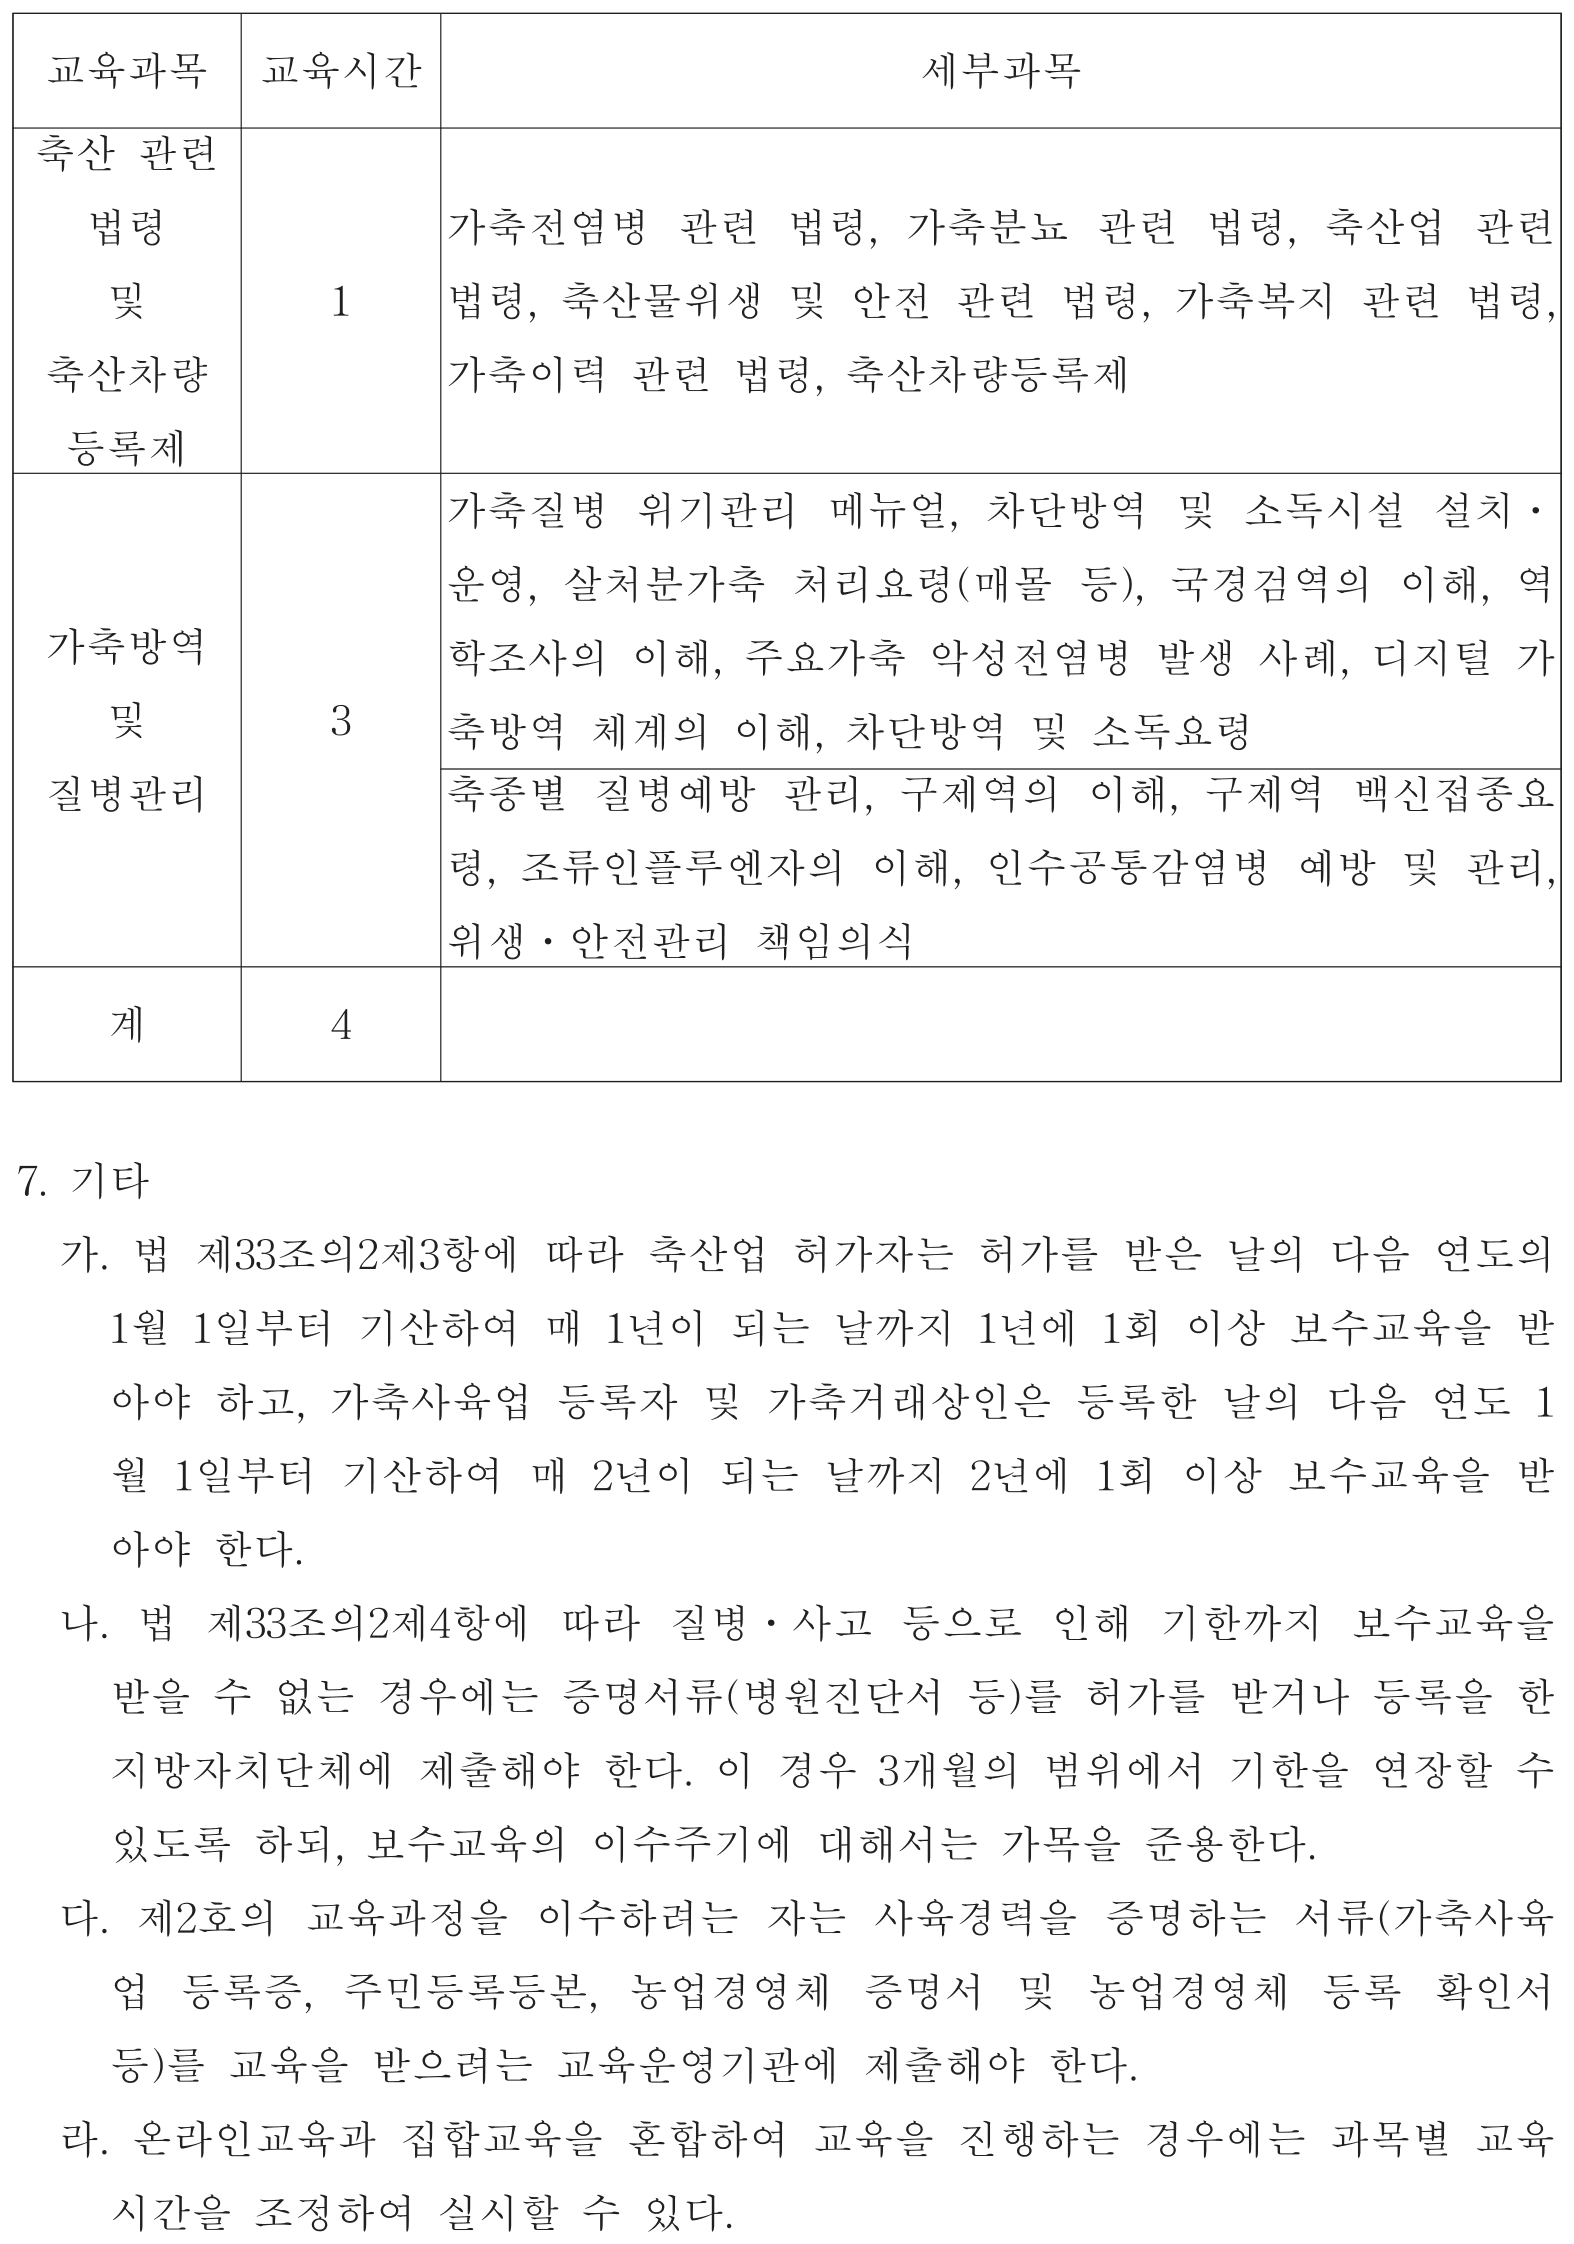 교육과목 교육시간 세부과목
축산 관련
법령
및
축산차량
등록제
1
가축전염병 관련 법령, 가축분뇨 관련 법령, 축산업 관련
법령, 축산물위생 및 안전 관련 법령, 가축복지 관련 법령,
가축이력 관련 법령, 축산차량등록제
가축방역
및
질병관리
3
가축질병 위기관리 메뉴얼, 차단방역 및 소독시설 설치·
운영, 살처분가축 처리요령(매몰 등), 국경검역의 이해, 역
학조사의 이해, 주요가축 악성전염병 발생 사례, 디지털 가
축방역 체계의 이해, 차단방역 및 소독요령
축종별 질병예방 관리, 구제역의 이해, 구제역 백신접종요
령, 조류인플루엔자의 이해, 인수공통감염병 예방 및 관리,
위생·안전관리 책임의식
계 4
7. 기타
가. 법 제33조의2제3항에 따라 축산업 허가자는 허가를 받은 날의 다음 연도의
1월 1일부터 기산하여 매 1년이 되는 날까지 1년에 1회 이상 보수교육을 받
아야 하고, 가축사육업 등록자 및 가축거래상인은 등록한 날의 다음 연도 1
월 1일부터 기산하여 매 2년이 되는 날까지 2년에 1회 이상 보수교육을 받
아야 한다.
나. 법 제33조의2제4항에 따라 질병·사고 등으로 인해 기한까지 보수교육을
받을 수 없는 경우에는 증명서류(병원진단서 등)를 허가를 받거나 등록을 한
지방자치단체에 제출해야 한다. 이 경우 3개월의 범위에서 기한을 연장할 수
있도록 하되, 보수교육의 이수주기에 대해서는 가목을 준용한다.
다. 제2호의 교육과정을 이수하려는 자는 사육경력을 증명하는 서류(가축사육
업 등록증, 주민등록등본, 농업경영체 증명서 및 농업경영체 등록 확인서
등)를 교육을 받으려는 교육운영기관에 제출해야 한다.
라. 온라인교육과 집합교육을 혼합하여 교육을 진행하는 경우에는 과목별 교육
시간을 조정하여 실시할 수 있다.